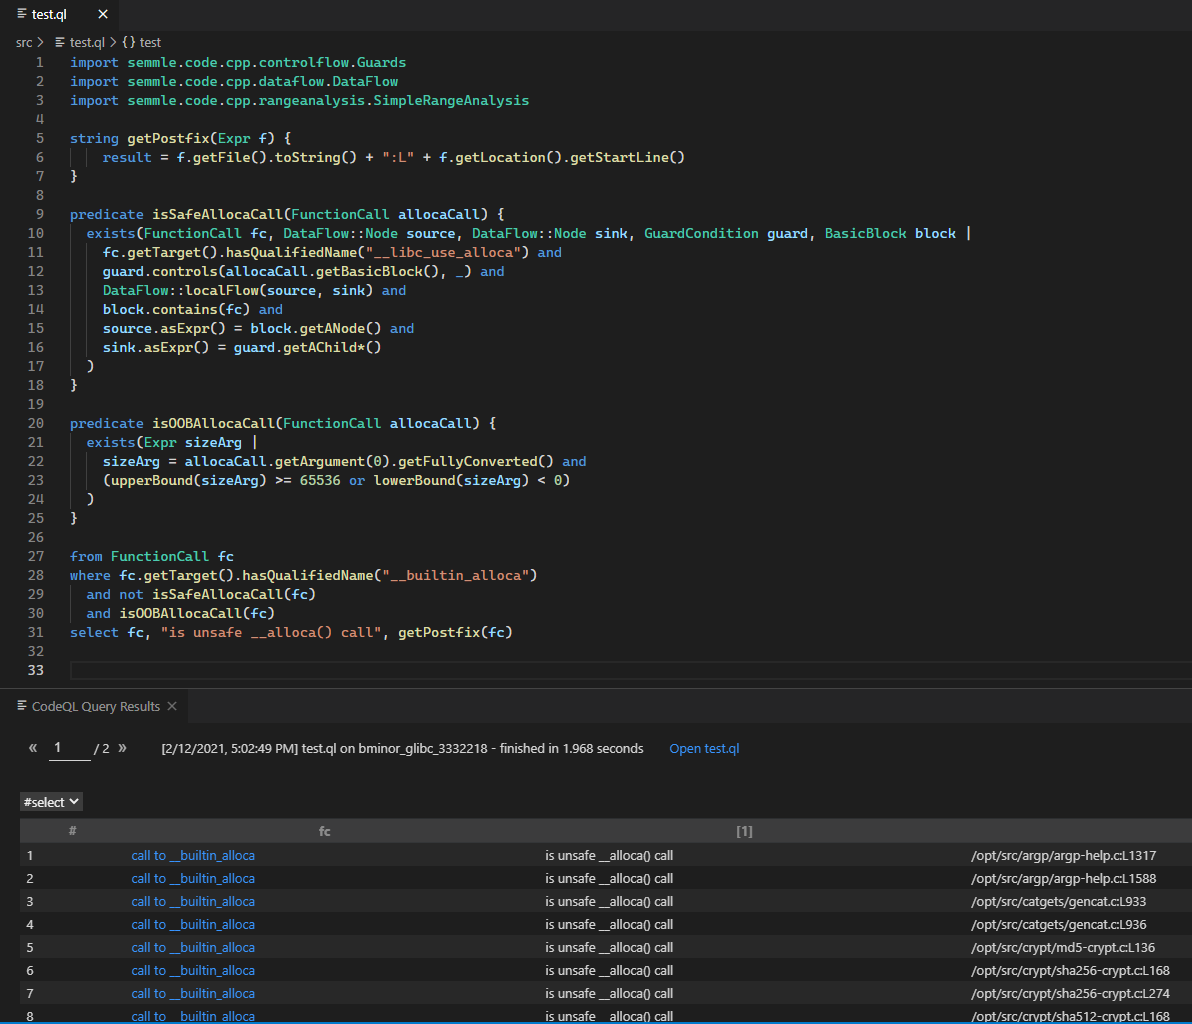 test.ql
src > test.ql > {} test
1 import semmle.code.cpp.controlflow.Guards
2 import semmle.code.cpp.dataflow.DataFlow
3 import semmle.code.cpp.rangeanalysis.SimpleRangeAnalysis
4
5 string getPostfix(Expr f) {
6     result = f.getFile().toString() + ":L" + f.getLocation().getStartLine()
7 }
8
9 predicate isSafeAllocaCall(FunctionCall allocaCall) {
10   exists(FunctionCall fc, DataFlow::Node source, DataFlow::Node sink, GuardCondition guard, BasicBlock block |
11     fc.getTarget().hasQualifiedName("__libc_use_alloca") and
12     guard.controls(allocaCall.getBasicBlock(), _) and
13     DataFlow::localFlow(source, sink) and
14     block.contains(fc) and
15     source.asExpr() = block.getANode() and
16     sink.asExpr() = guard.getAChild*()
17   )
18 }
19
20 predicate isOOBAllocaCall(FunctionCall allocaCall) {
21   exists(Expr sizeArg |
22     sizeArg = allocaCall.getArgument(0).getFullyConverted() and
23     (upperBound(sizeArg) >= 65536 or lowerBound(sizeArg) < 0)
24   )
25 }
26
27 from FunctionCall fc
28 where fc.getTarget().hasQualifiedName("__builtin_alloca")
29   and not isSafeAllocaCall(fc)
30   and isOOBAllocaCall(fc)
31 select fc, "is unsafe __alloca() call", getPostfix(fc)
32
33
CodeQL Query Results
« 1 / 2 » [2/12/2021, 5:02:49 PM] test.ql on bminor_glibc_3332218 - finished in 1.968 seconds Open test.ql
#select
# fc [1]
1 call to __builtin_alloca is unsafe __alloca() call /opt/src/argp/argp-help.c:L1317
2 call to __builtin_alloca is unsafe __alloca() call /opt/src/argp/argp-help.c:L1588
3 call to __builtin_alloca is unsafe __alloca() call /opt/src/catgets/gencat.c:L933
4 call to __builtin_alloca is unsafe __alloca() call /opt/src/catgets/gencat.c:L936
5 call to __builtin_alloca is unsafe __alloca() call /opt/src/crypt/md5-crypt.c:L136
6 call to __builtin_alloca is unsafe __alloca() call /opt/src/crypt/sha256-crypt.c:L168
7 call to __builtin_alloca is unsafe __alloca() call /opt/src/crypt/sha256-crypt.c:L274
8 call to __builtin_alloca is unsafe __alloca() call /opt/src/crypt/sha512-crypt.c:L168